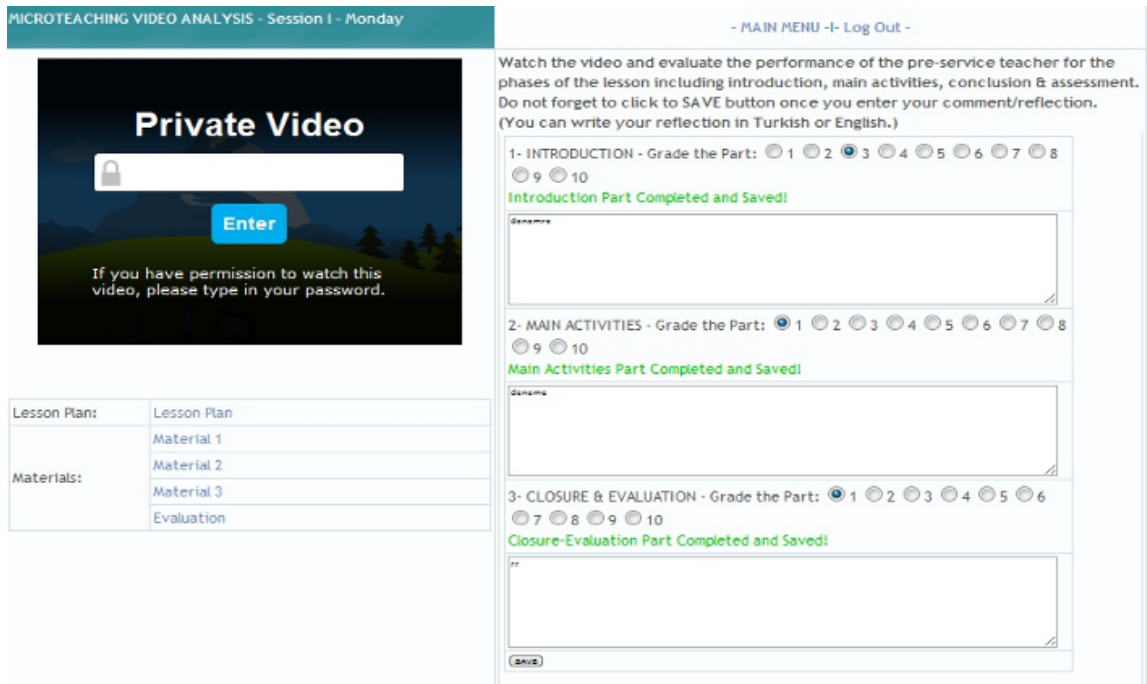 MICROTEACHING VIDEO ANALYSIS - Session I - Monday
- MAIN MENU -I- Log Out -
Private Video
Enter
If you have permission to watch this
video, please type in your password.
Lesson Plan: Lesson Plan
Materials:
Material 1
Material 2
Material 3
Evaluation
Watch the video and evaluate the performance of the pre-service teacher for the
phases of the lesson including introduction, main activities, conclusion & assessment.
Do not forget to click to SAVE button once you enter your comment/reflection.
(You can write your reflection in Turkish or English.)
1- INTRODUCTION - Grade the Part: 1 2 3 4 5 6 7 8
9 10
Introduction Part Completed and Saved!
denemre
2- MAIN ACTIVITIES - Grade the Part: 1 2 3 4 5 6 7 8
9 10
Main Activities Part Completed and Saved!
deneme
3- CLOSURE & EVALUATION - Grade the Part: 1 2 3 4 5 6
7 8 9 10
Closure-Evaluation Part Completed and Saved!
rr
SAVE